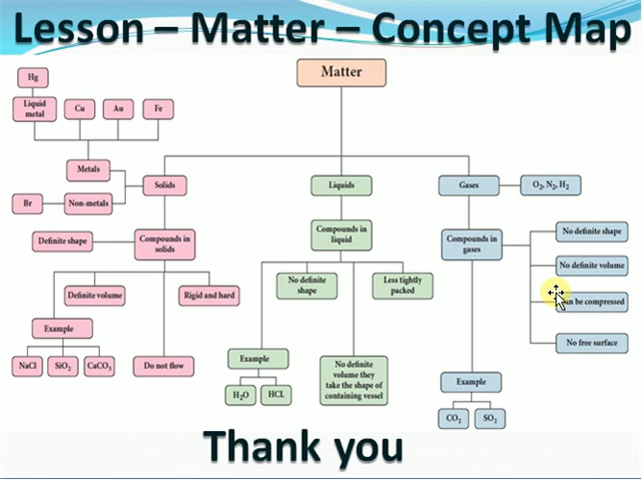 Lesson – Matter – Concept Map
Matter
Hg
Liquid
metal
Cu
Au
Fe
Metals
Solids
Br
Non-metals
Definite shape
Compounds in
solids
Definite volume
Rigid and hard
Example
NaCl
SiO2
CaCO3
Do not flow
Liquids
Compounds in
liquid
No definite
shape
Less tightly
packed
Example
H2O
HCL
No definite
volume they
take the shape of
containing vessel
Gases
O2, N2, H2
Compounds in
gases
No definite shape
No definite volume
an be compressed
No free surface
Example
CO2
SO2
Thank you